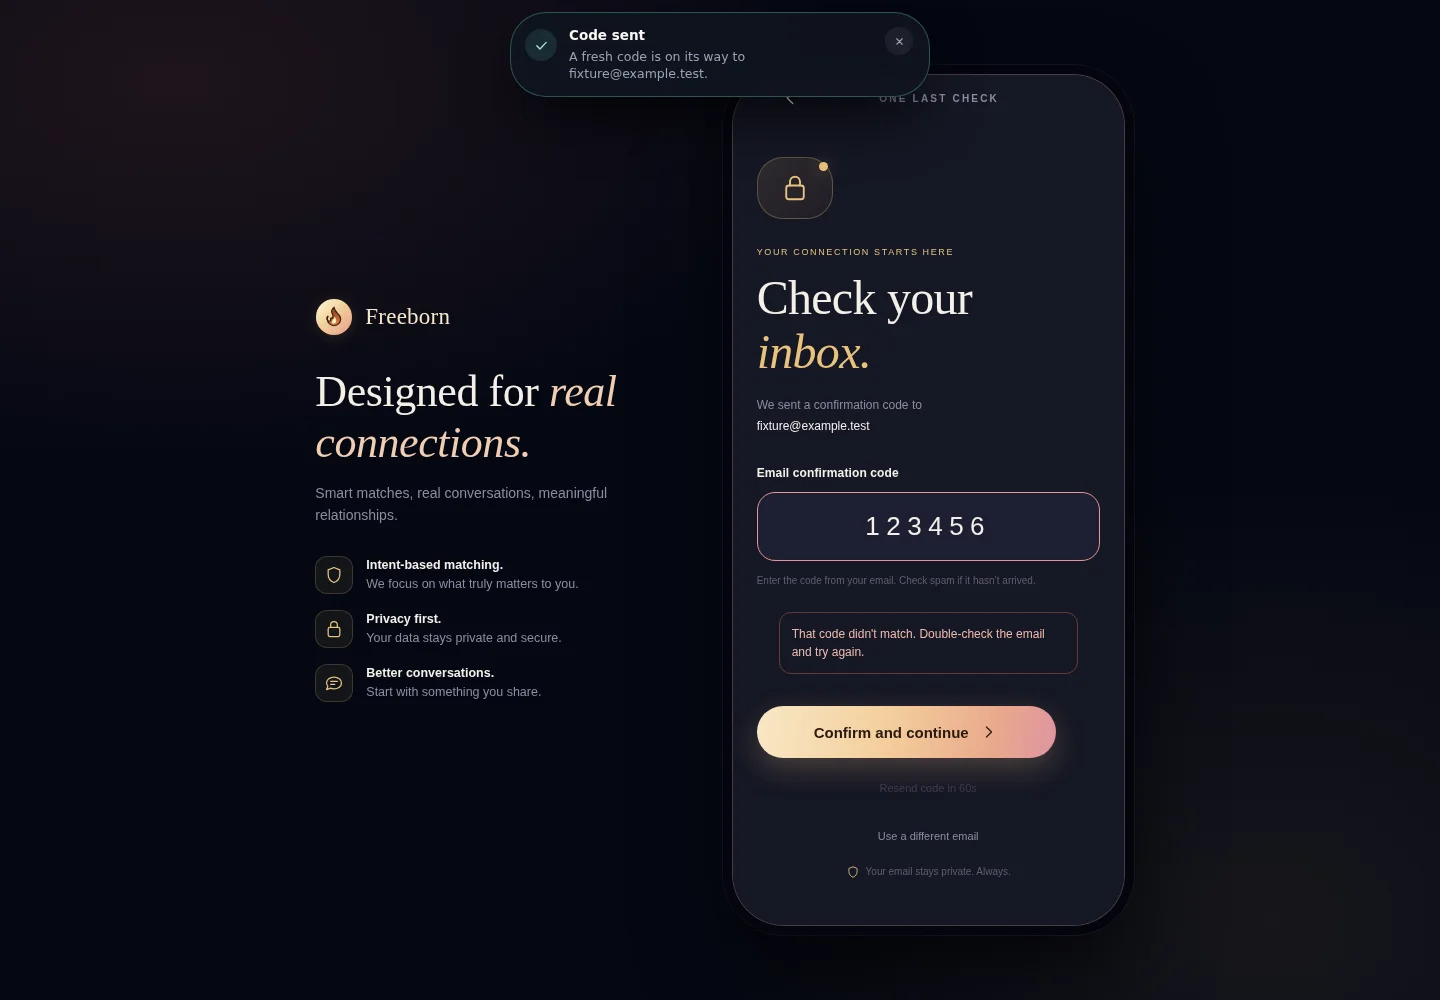 Code sent
A fresh code is on its way to
fixture@example.test.
ONE LAST CHECK
Freeborn
Designed for real
connections.
Smart matches, real conversations, meaningful
relationships.
Intent-based matching.
We focus on what truly matters to you.
Privacy first.
Your data stays private and secure.
Better conversations.
Start with something you share.
YOUR CONNECTION STARTS HERE
Check your
inbox.
We sent a confirmation code to
fixture@example.test
Email confirmation code
123456
Enter the code from your email. Check spam if it hasn't arrived.
That code didn't match. Double-check the email
and try again.
Confirm and continue
Resend code in 60s
Use a different email
Your email stays private. Always.